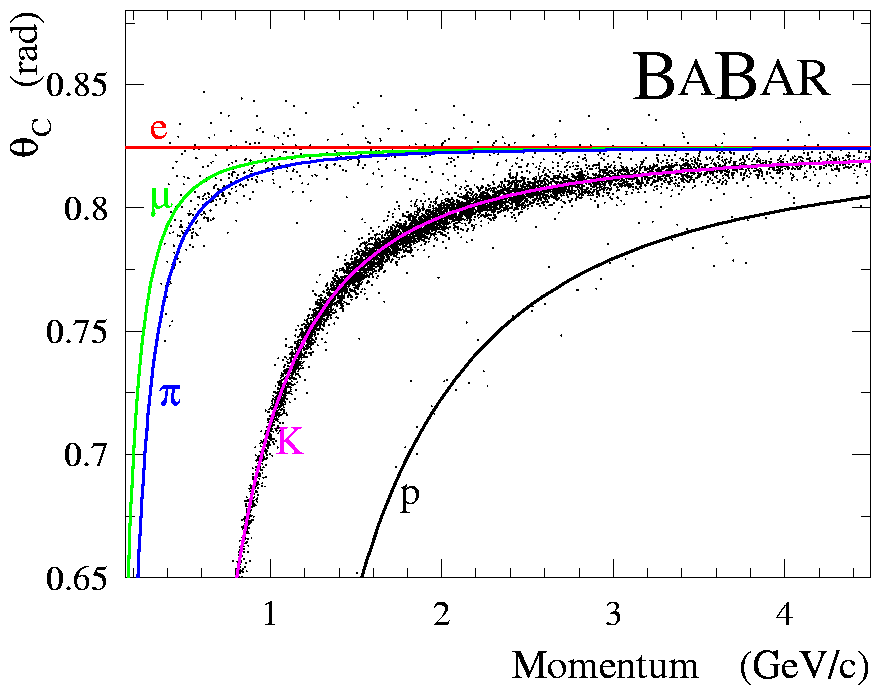 θC (rad)
BABAR
0.85
e
μ
0.8
0.75
π
K
0.7
p
0.65
1 2 3 4
Momentum (GeV/c)